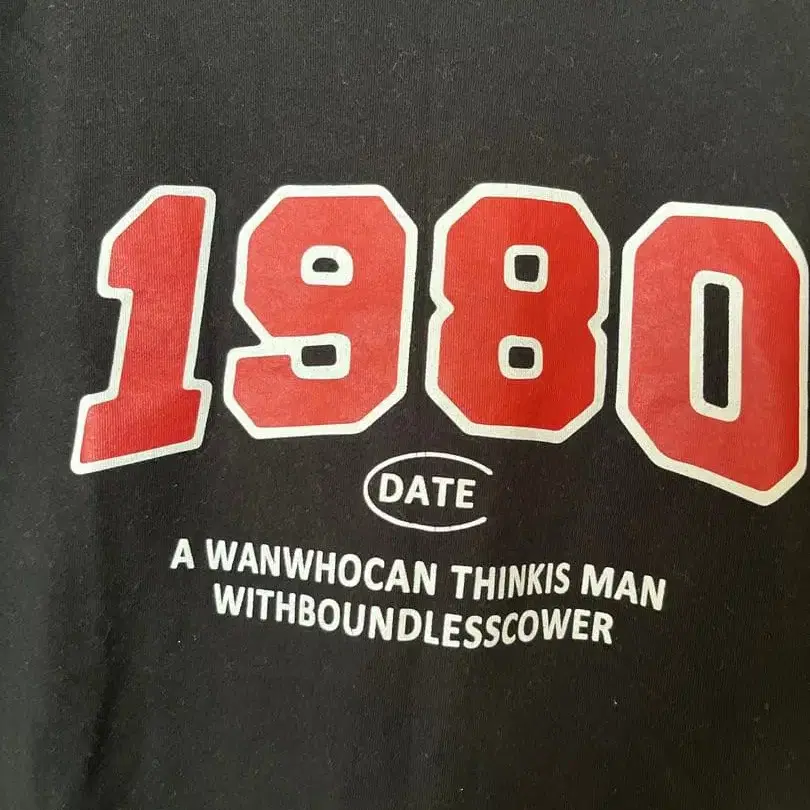 1980
DATE
A WANWHOCAN THINKIS MAN
WITHBOUNDLESSCOWER